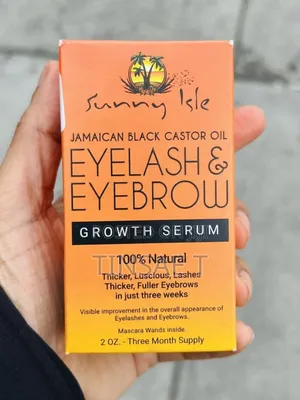 Sunny Isle
JAMAICAN BLACK CASTOR OIL
EYELASH &
EYEBROW
GROWTH SERUM
100% Natural
TINSAE T
Thicker, Luscious, Lashes
Thicker, Fuller Eyebrows
in just three weeks
Visible improvement in the overall appearance of
Eyelashes and Eyebrows.
Mascara Wands inside.
2 OZ. - Three Month Supply